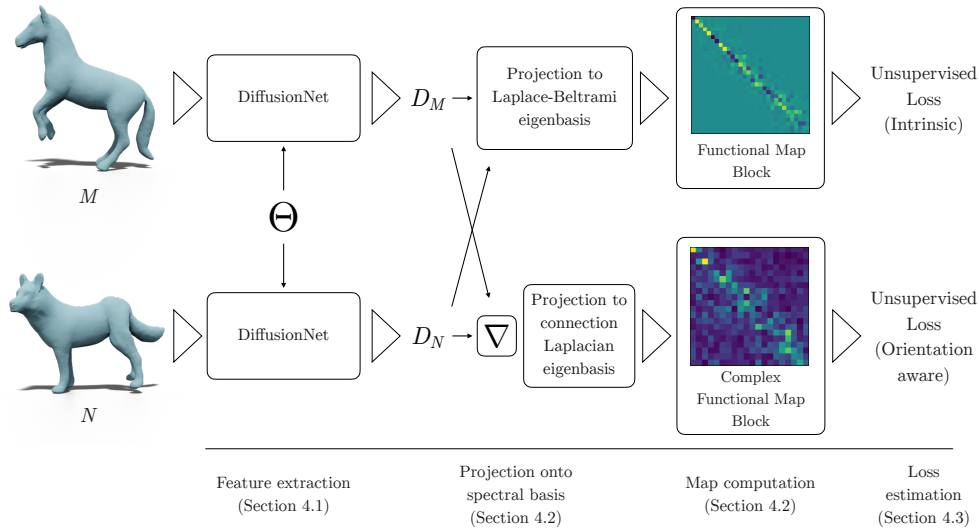 M
DiffusionNet
D_M
Projection to
Laplace-Beltrami
eigenbasis
Functional Map
Block
Unsupervised
Loss
(Intrinsic)
Θ
N
DiffusionNet
D_N
∇
Projection to
connection
Laplacian
eigenbasis
Complex
Functional Map
Block
Unsupervised
Loss
(Orientation
aware)
Feature extraction
(Section 4.1)
Projection onto
spectral basis
(Section 4.2)
Map computation
(Section 4.2)
Loss
estimation
(Section 4.3)